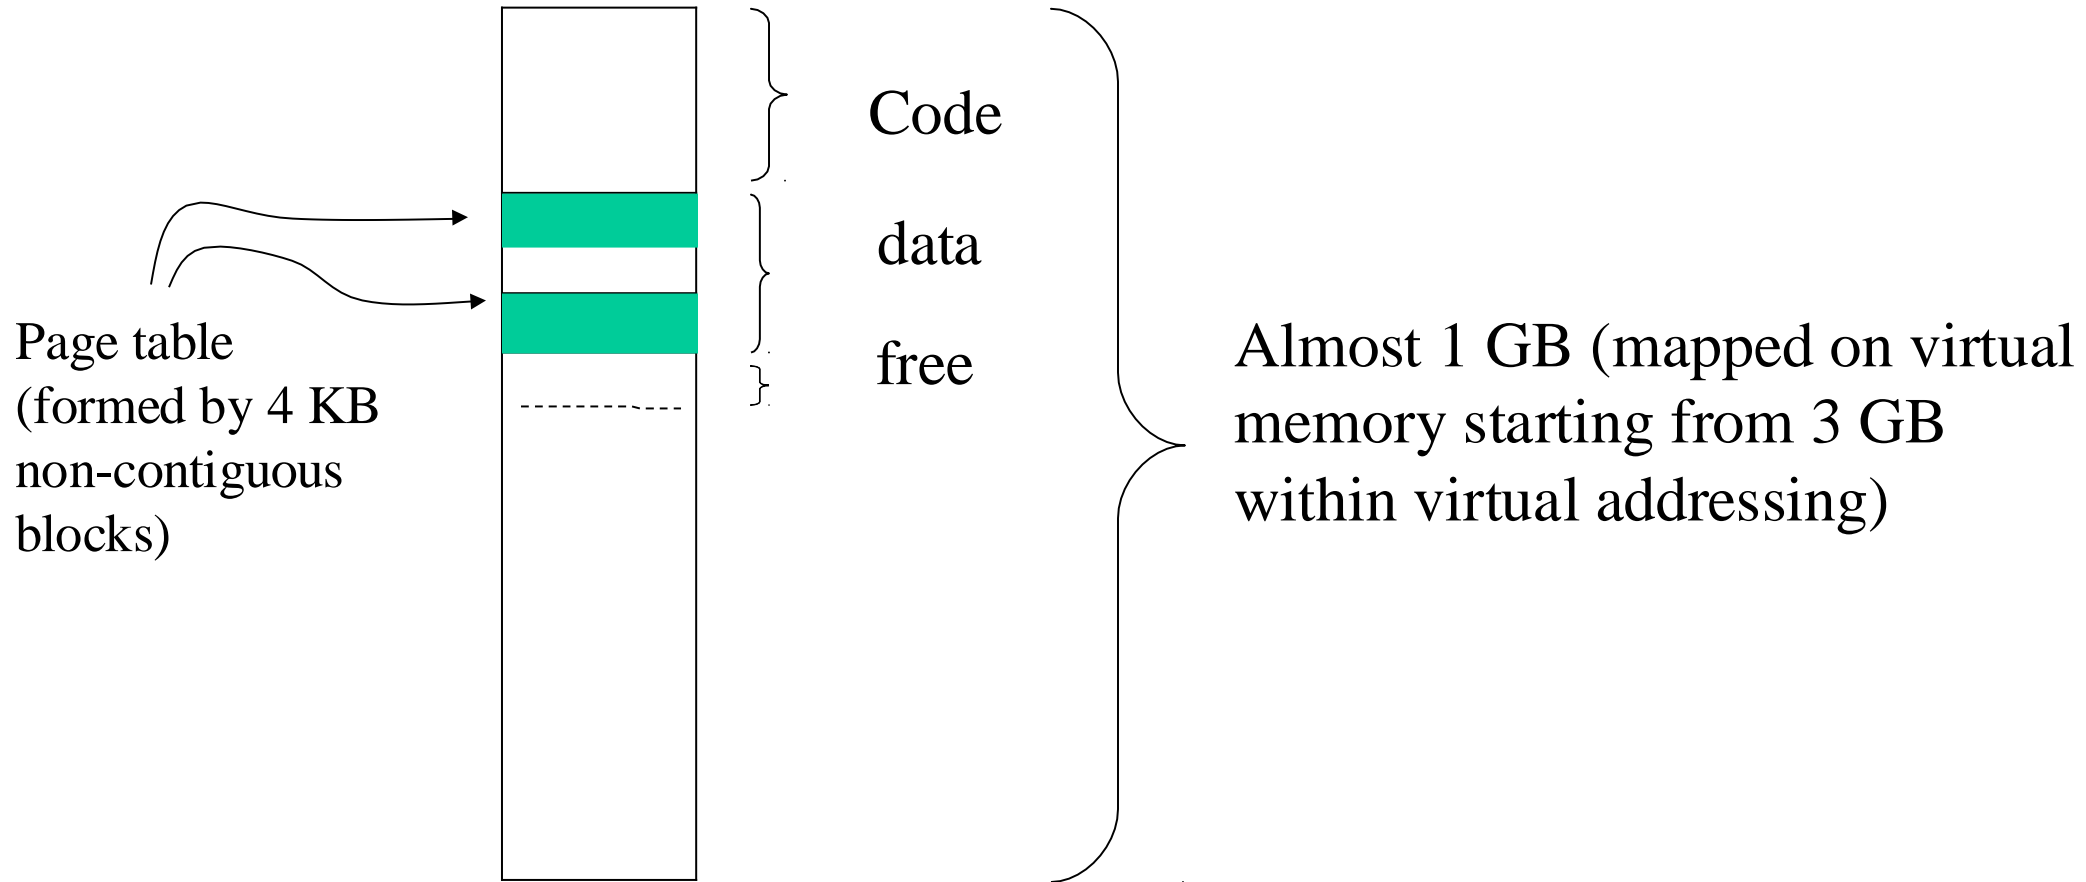 Code
data
free
Page table
(formed by 4 KB
non-contiguous
blocks)
Almost 1 GB (mapped on virtual
memory starting from 3 GB
within virtual addressing)